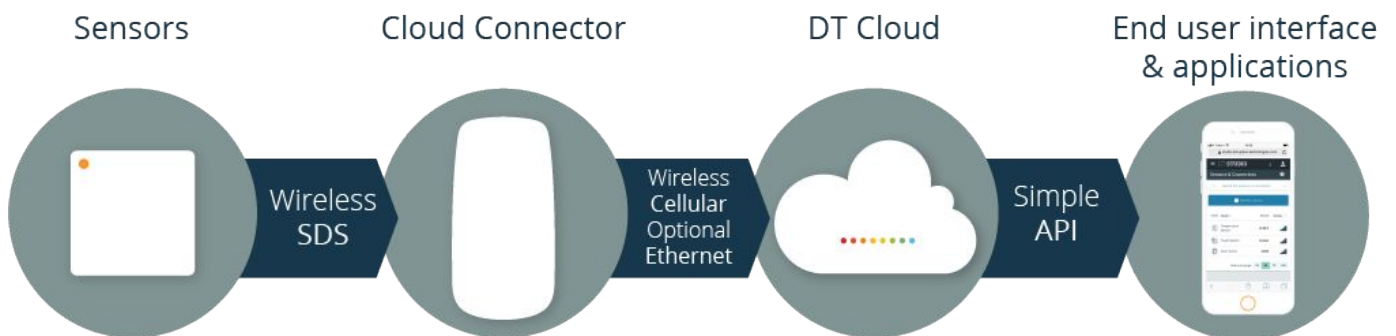 Sensors
Cloud Connector
DT Cloud
End user interface
& applications
Wireless
SDS
Wireless
Cellular
Optional
Ethernet
Simple
API